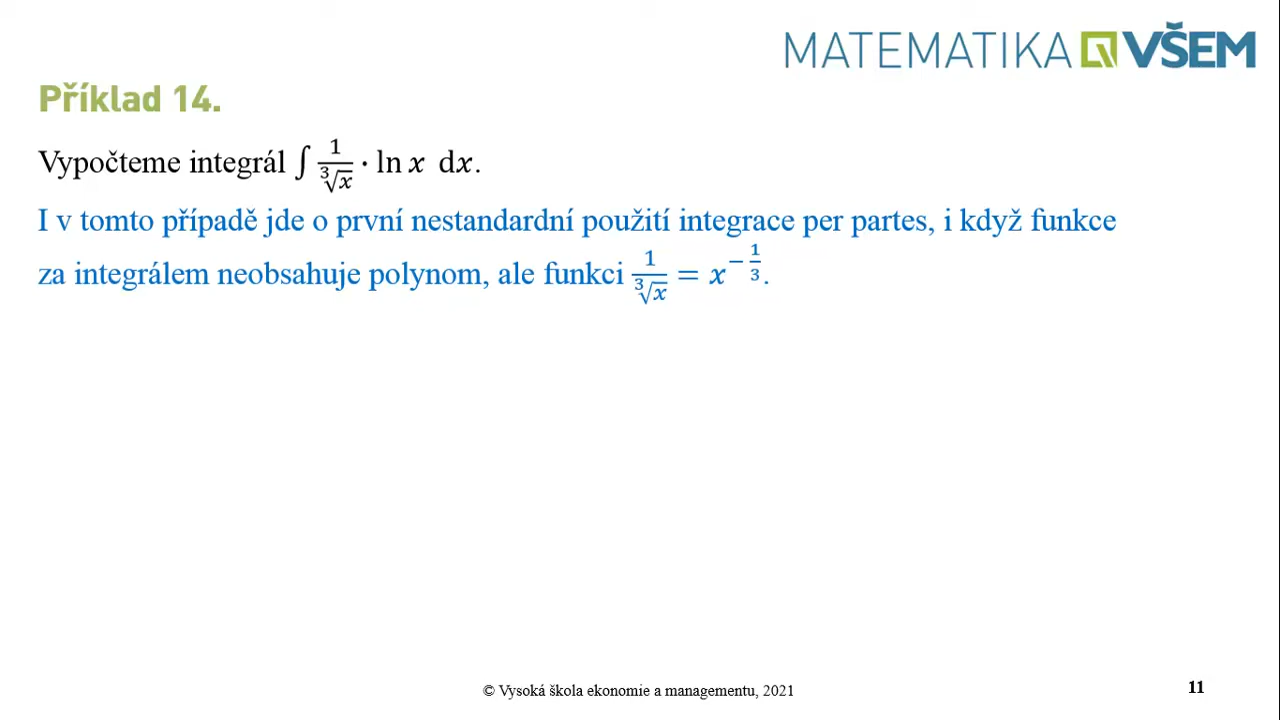 MATEMATIKA VŠEM
Příklad 14.
Vypočteme integrál ∫ 1/∛x · ln x dx.
I v tomto případě jde o první nestandardní použití integrace per partes, i když funkce
za integrálem neobsahuje polynom, ale funkci 1/∛x = x^(−1/3).
© Vysoká škola ekonomie a managementu, 2021
11